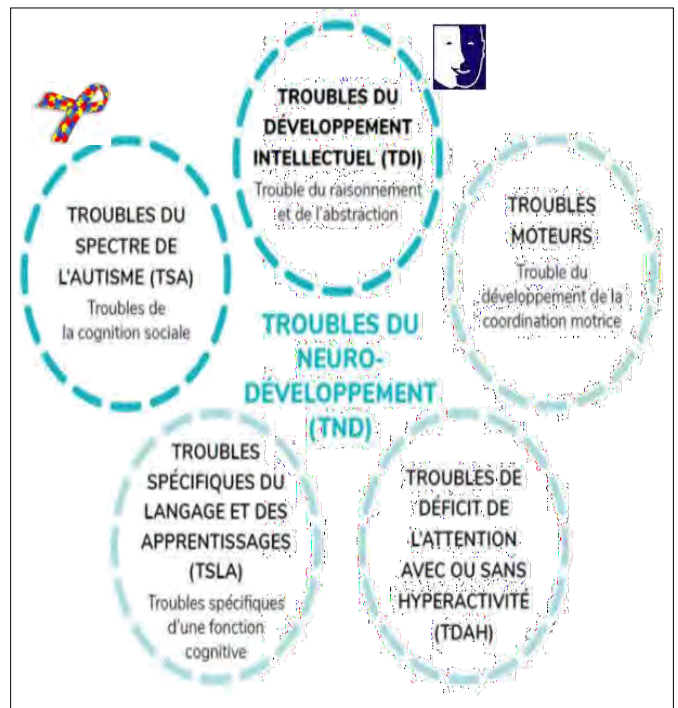 TROUBLES DU
DÉVELOPPEMENT
INTELLECTUEL (TDI)
Trouble du raisonnement
et de l'abstraction
TROUBLES DU
SPECTRE DE
L'AUTISME (TSA)
Troubles de
la cognition sociale
TROUBLES
MOTEURS
Trouble du
développement de la
coordination motrice
TROUBLES DU
NEURO-
DÉVELOPPEMENT
(TND)
TROUBLES
SPÉCIFIQUES DU
LANGAGE ET DES
APPRENTISSAGES
(TSLA)
Troubles spécifiques
d'une fonction
cognitive
TROUBLES DE
DÉFICIT DE
L'ATTENTION
AVEC OU SANS
HYPERACTIVITÉ
(TDAH)